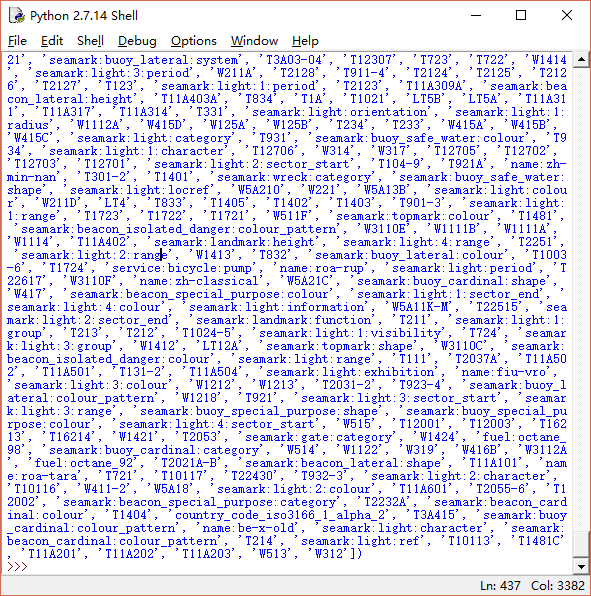 Python 2.7.14 Shell
File Edit Shell Debug Options Window Help
21', 'seamark:buoy_lateral:system', 'T3A03-04', 'T12307', 'T723', 'T722', 'W1414
', 'seamark:light:3:period', 'W211A', 'T2128', 'T911-4', 'T2124', 'T2125', 'T212
6', 'T2127', 'T123', 'seamark:light:1:period', 'T2123', 'T11A309A', 'seamark:bea
con_lateral:height', 'T11A403A', 'T834', 'T1A', 'T1021', 'LT5B', 'LT5A', 'T11A31
1', 'T11A317', 'T11A314', 'T331', 'seamark:light:orientation', 'seamark:light:1:
radius', 'W1112A', 'W415D', 'W125A', 'W125B', 'T234', 'T233', 'W415A', 'W415B',
'W415C', 'seamark:light:category', 'T931', 'seamark:buoy_safe_water:colour', 'T9
34', 'seamark:light:1:character', 'T12706', 'W314', 'W317', 'T12705', 'T12702',
'T12703', 'T12701', 'seamark:light:2:sector_start', 'T104-9', 'T921A', 'name:zh-
min-nan', 'T301-2', 'T1401', 'seamark:wreck:category', 'seamark:buoy_safe_water:
shape', 'seamark:light:locref', 'W5A210', 'W221', 'W5A13B', 'seamark:light:colou
r', 'W211D', 'LT4', 'T833', 'T1405', 'T1402', 'T1403', 'T901-3', 'seamark:light:
1:range', 'T1723', 'T1722', 'T1721', 'W511F', 'seamark:topmark:colour', 'T1481',
'seamark:beacon_isolated_danger:colour_pattern', 'W3110E', 'W1111B', 'W1111A',
'W1114', 'T11A402', 'seamark:landmark:height', 'seamark:light:4:range', 'T2251',
'seamark:light:2:range', 'W1413', 'T832', 'seamark:buoy_lateral:colour', 'T1003
-6', 'T1724', 'service:bicycle:pump', 'name:roa-rup', 'seamark:light:period', 'T
22617', 'W3110F', 'name:zh-classical', 'W5A21C', 'seamark:buoy_cardinal:shape',
'W417', 'seamark:beacon_special_purpose:colour', 'seamark:light:1:sector_end', '
seamark:light:4:colour', 'seamark:light:information', 'W5A11K-M', 'T22515', 'sea
mark:light:2:sector_end', 'seamark:landmark:function', 'T211', 'seamark:light:1:
group', 'T213', 'T212', 'T1024-5', 'seamark:light:1:visibility', 'T724', 'seamar
k:light:3:group', 'W1412', 'LT12A', 'seamark:topmark:shape', 'W3110C', 'seamark:
beacon_isolated_danger:colour', 'seamark:light:range', 'T111', 'T2037A', 'T11A50
2', 'T11A501', 'T131-2', 'T11A504', 'seamark:light:exhibition', 'name:fiu-vro',
'seamark:light:3:colour', 'W1212', 'W1213', 'T2031-2', 'T923-4', 'seamark:buoy_l
ateral:colour_pattern', 'W1218', 'T921', 'seamark:light:3:sector_start', 'seamar
k:light:3:range', 'seamark:buoy_special_purpose:shape', 'seamark:buoy_special_pu
rpose:colour', 'seamark:light:4:sector_start', 'W515', 'T12001', 'T12003', 'T162
13', 'T16214', 'W1421', 'T2053', 'seamark:gate:category', 'W1424', 'fuel:octane_
98', 'seamark:buoy_cardinal:category', 'W514', 'W1122', 'W319', 'W416B', 'W3112A
', 'fuel:octane_92', 'T2021A-B', 'seamark:beacon_lateral:shape', 'T11A101', 'nam
e:roa-tara', 'T721', 'T10117', 'T22430', 'T932-3', 'seamark:light:2:character',
'T10116', 'W411-2', 'W5A18', 'seamark:light:2:colour', 'T11A601', 'T2055-6', 'T1
2002', 'seamark:beacon_special_purpose:category', 'T2232A', 'seamark:beacon_card
inal:colour', 'T1404', 'country_code_iso3166_1_alpha_2', 'T3A415', 'seamark:buoy
_cardinal:colour_pattern', 'name:be-x-old', 'seamark:light:character', 'seamark:
beacon_cardinal:colour_pattern', 'T214', 'seamark:light:ref', 'T10113', 'T1481C'
, 'T11A201', 'T11A202', 'T11A203', 'W513', 'W312'])
>>>
Ln: 437 Col: 3382